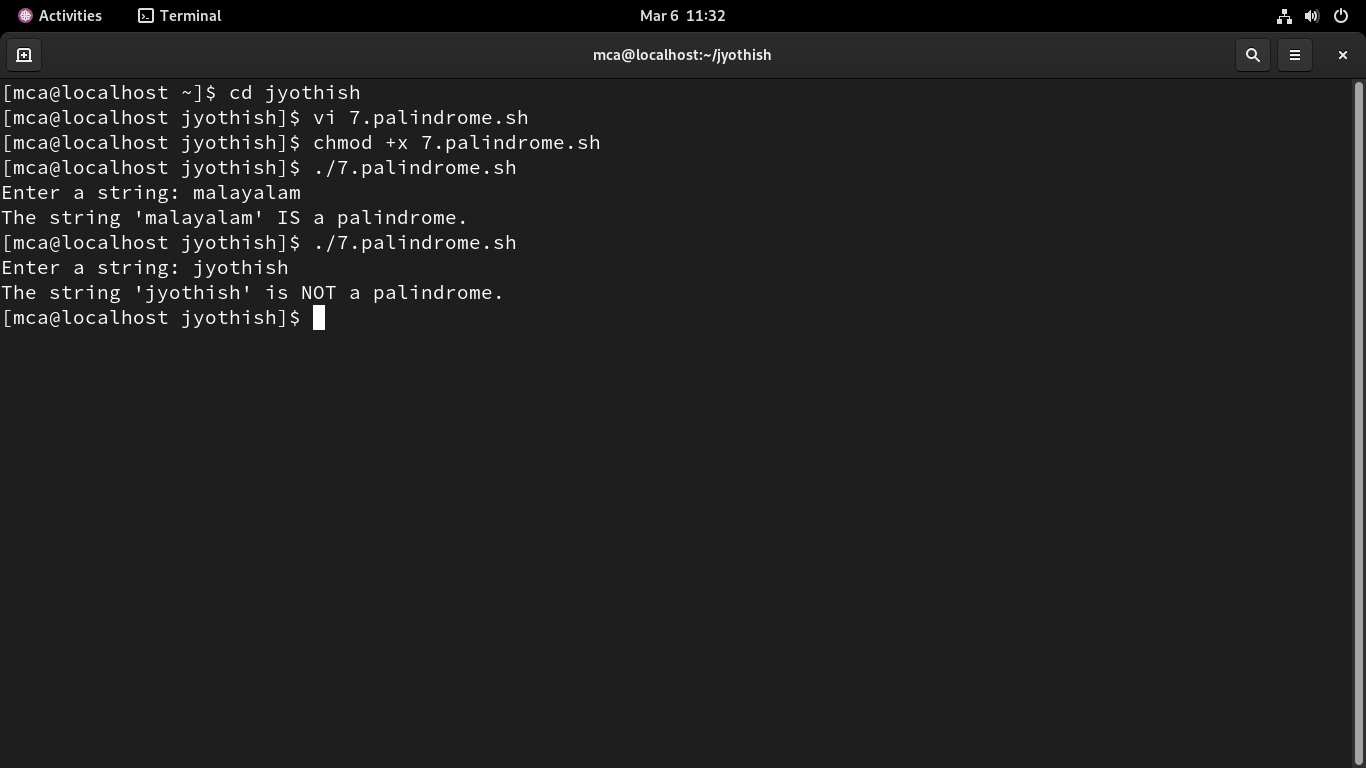 Activities Terminal Mar 6 11:32
mca@localhost:~/jyothish
[mca@localhost ~]$ cd jyothish
[mca@localhost jyothish]$ vi 7.palindrome.sh
[mca@localhost jyothish]$ chmod +x 7.palindrome.sh
[mca@localhost jyothish]$ ./7.palindrome.sh
Enter a string: malayalam
The string 'malayalam' IS a palindrome.
[mca@localhost jyothish]$ ./7.palindrome.sh
Enter a string: jyothish
The string 'jyothish' is NOT a palindrome.
[mca@localhost jyothish]$